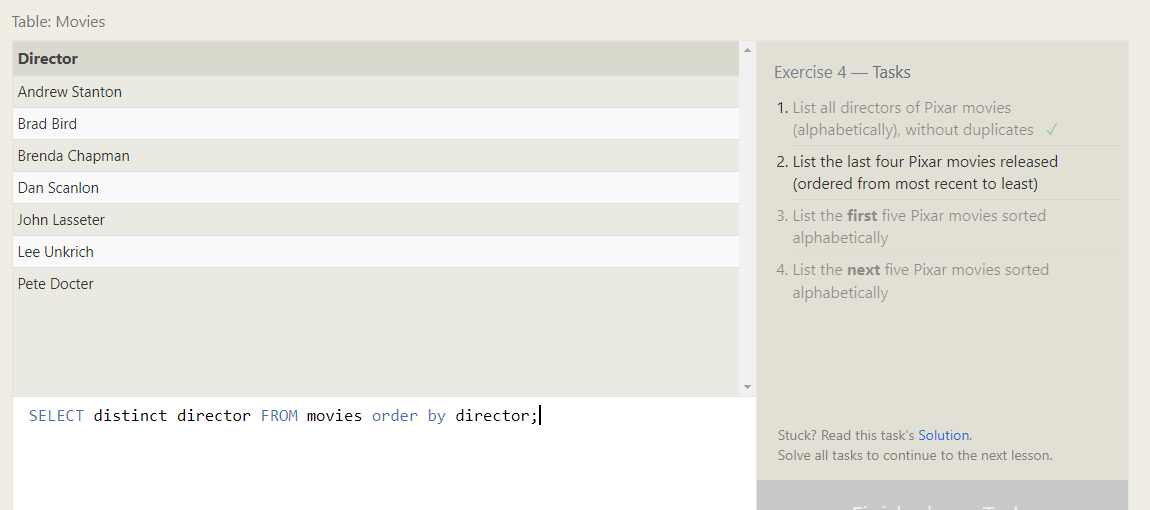 Table: Movies
Director
Andrew Stanton
Brad Bird
Brenda Chapman
Dan Scanlon
John Lasseter
Lee Unkrich
Pete Docter
SELECT distinct director FROM movies order by director;
Exercise 4 — Tasks
1. List all directors of Pixar movies
(alphabetically), without duplicates ✓
2. List the last four Pixar movies released
(ordered from most recent to least)
3. List the first five Pixar movies sorted
alphabetically
4. List the next five Pixar movies sorted
alphabetically
Stuck? Read this task's Solution.
Solve all tasks to continue to the next lesson.